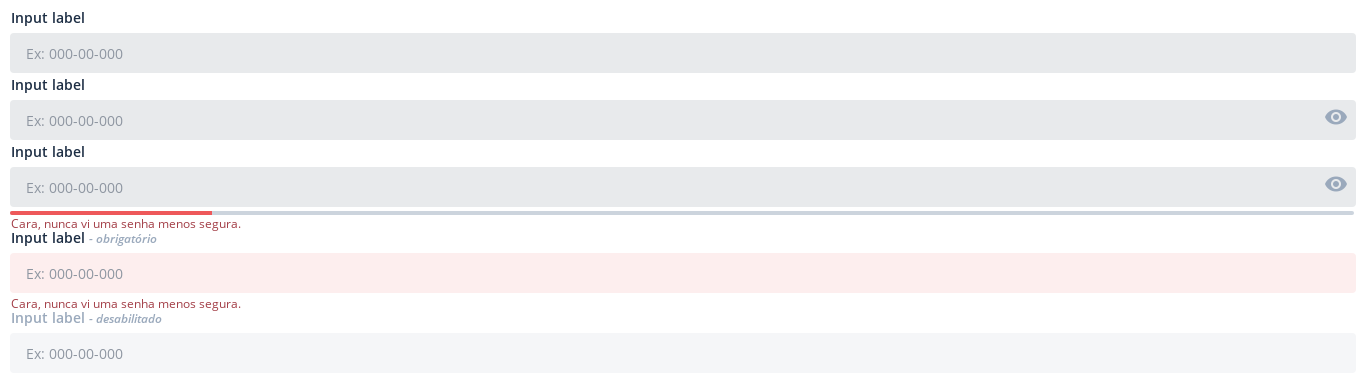 Input label
Ex: 000-00-000
Input label
Ex: 000-00-000
Input label
Ex: 000-00-000
Cara, nunca vi uma senha menos segura.
Input label - obrigatório
Ex: 000-00-000
Cara, nunca vi uma senha menos segura.
Input label - desabilitado
Ex: 000-00-000